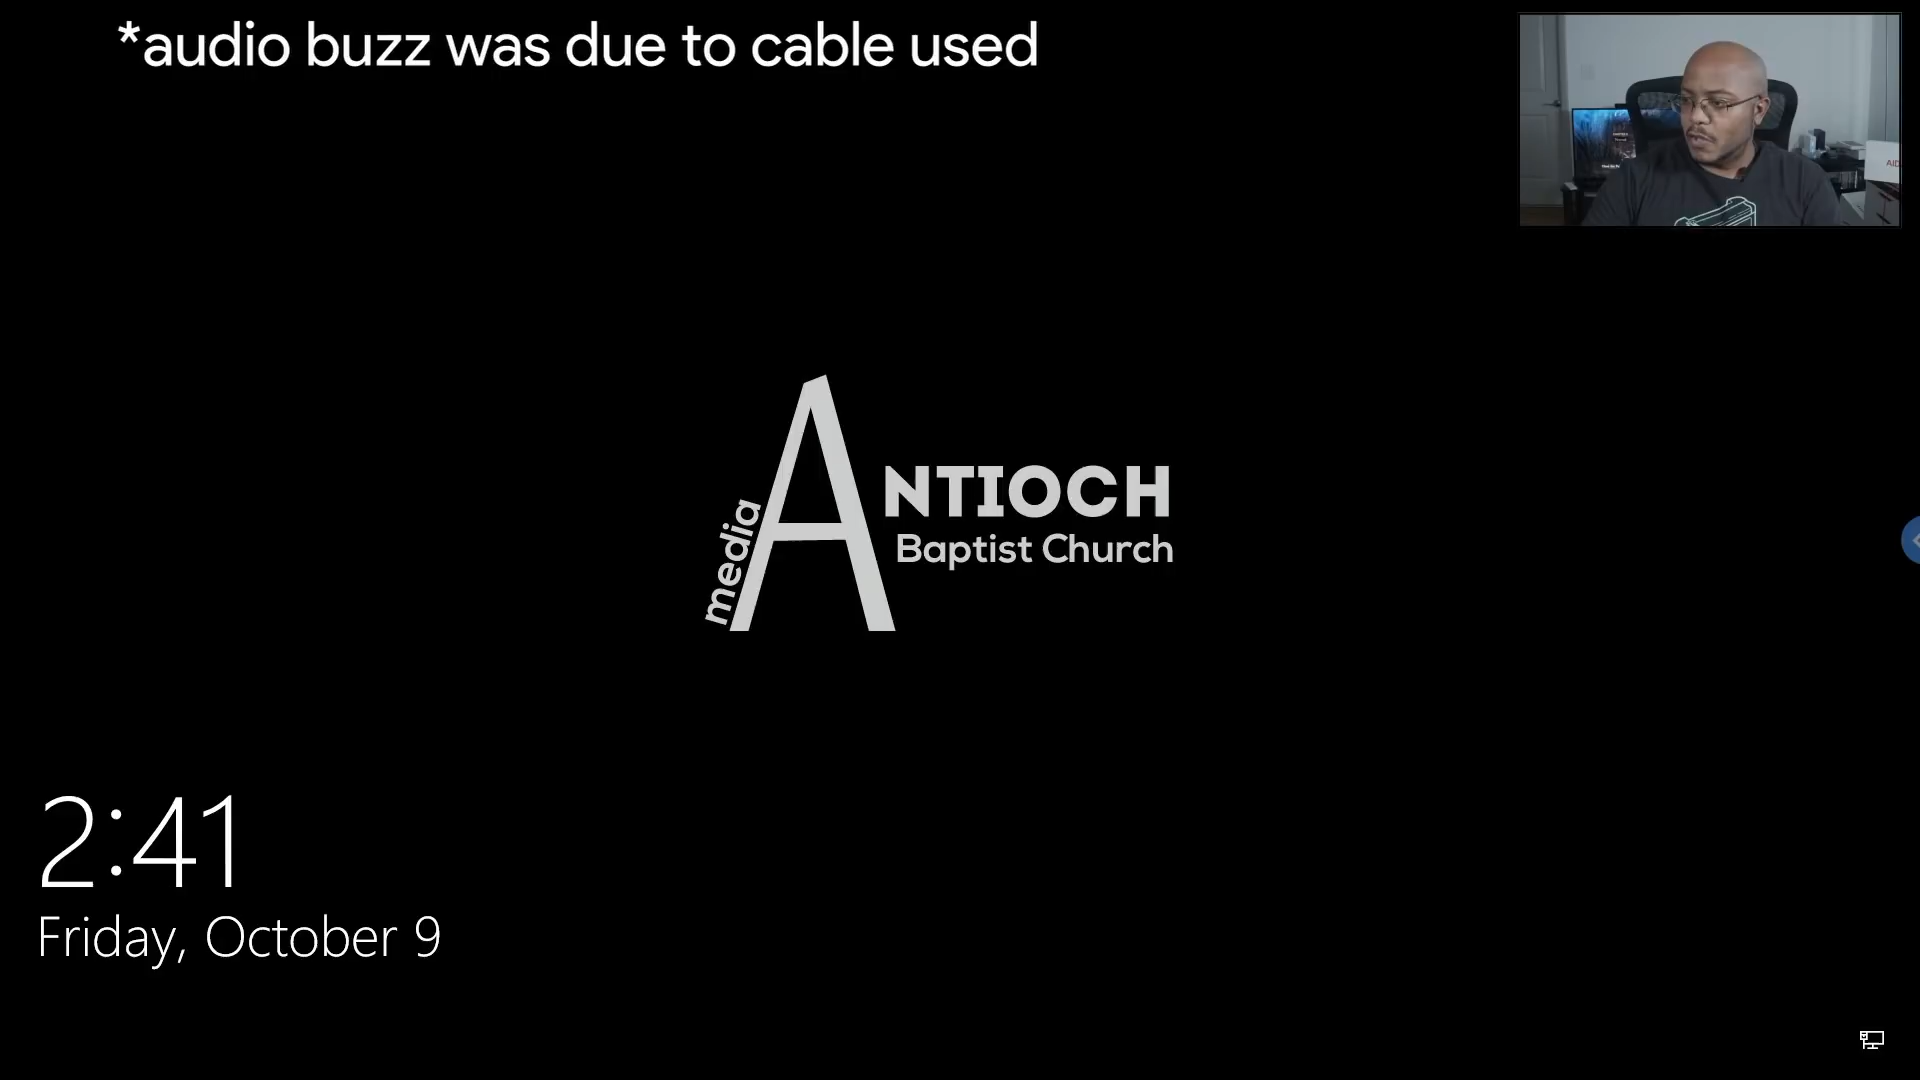 *audio buzz was due to cable used
ANTIOCH
Baptist Church
media
2:41
Friday, October 9